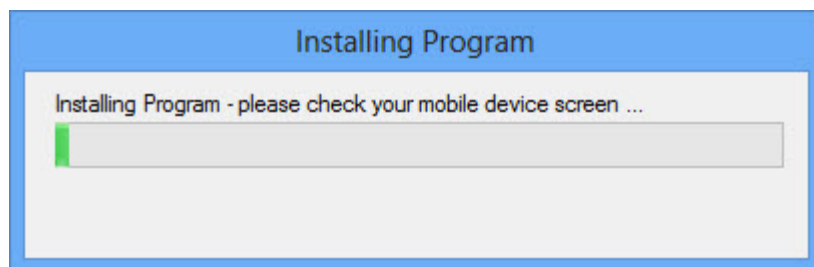 Installing Program
Installing Program - please check your mobile device screen ...